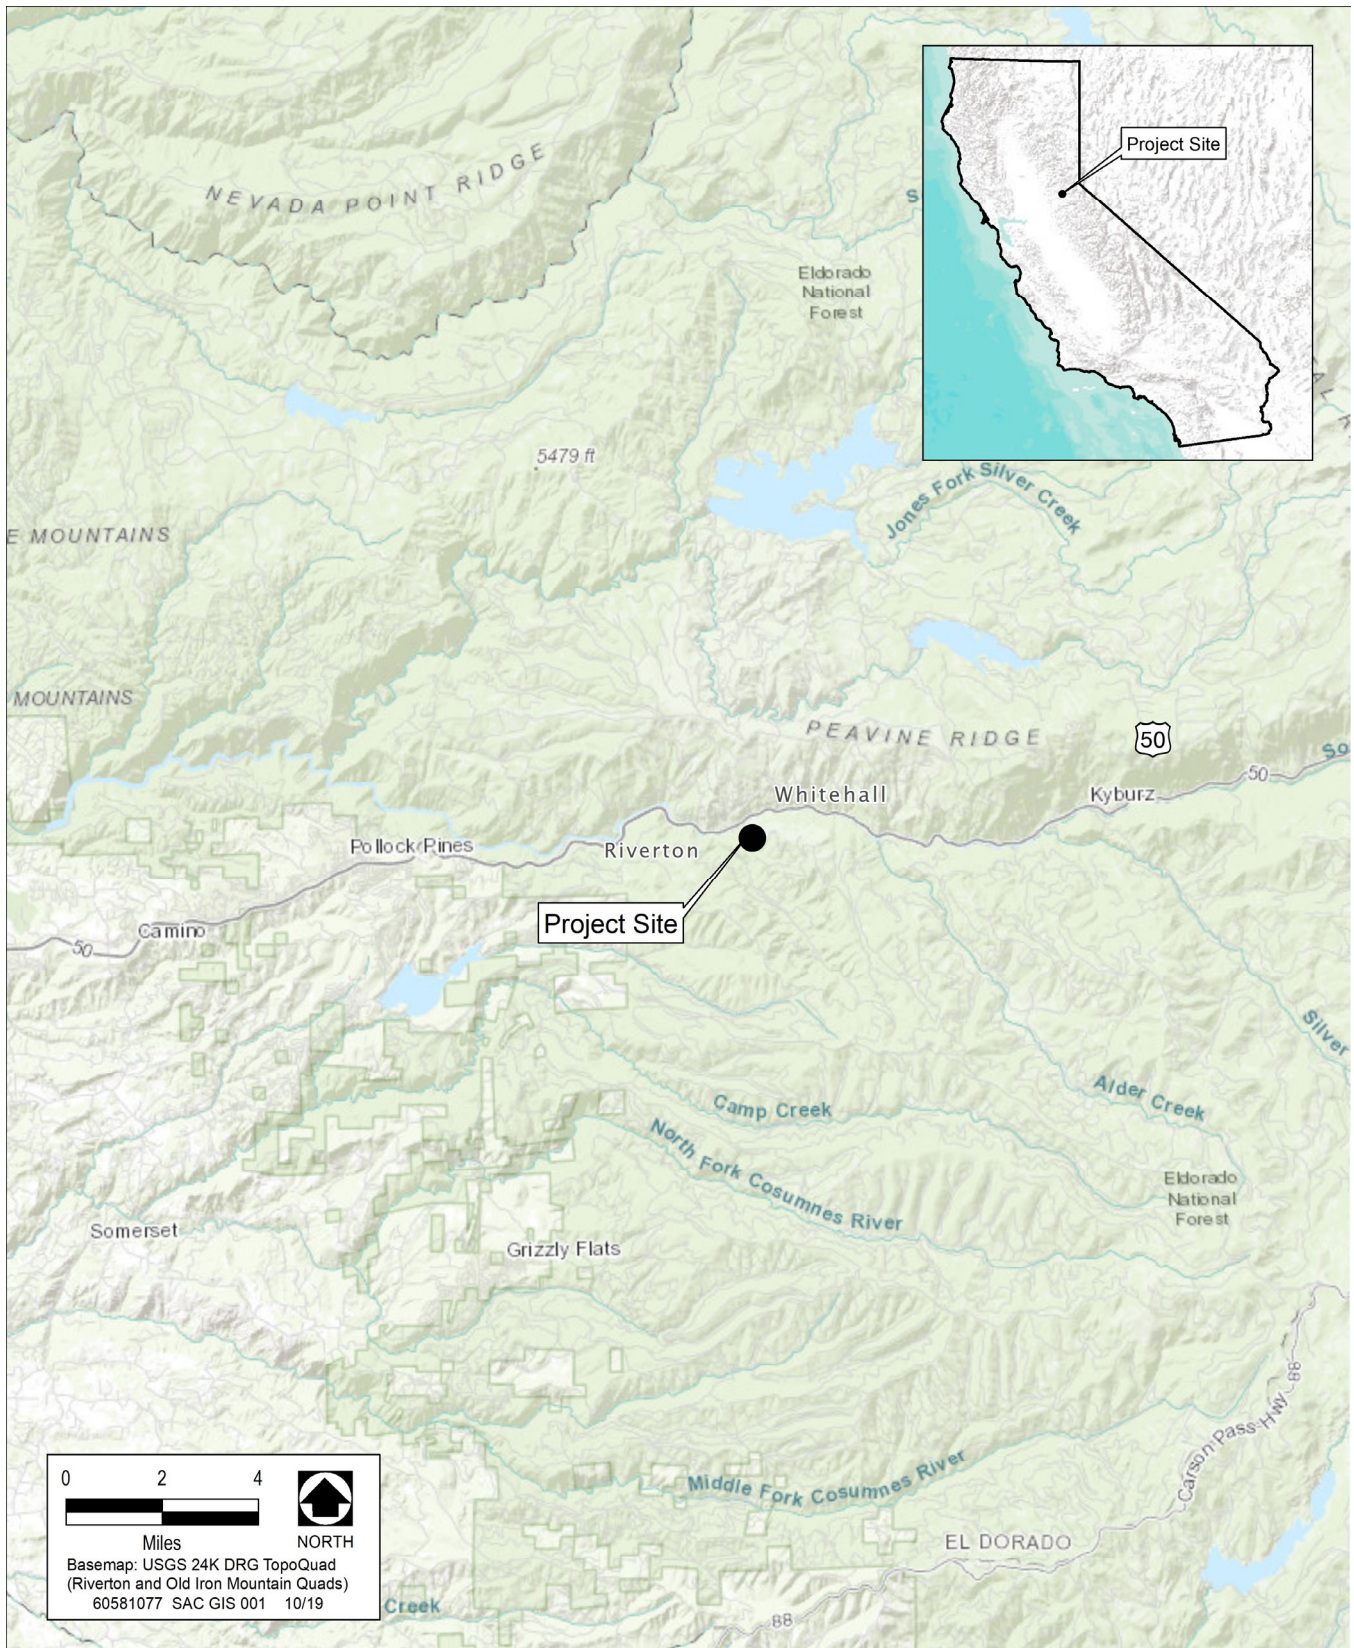 NEVADA POINT RIDGE
S
Project Site
Eldorado
National
Forest
AL R
5479 ft
Jones Fork Silver Creek
E MOUNTAINS
MOUNTAINS
PEAVINE RIDGE
50
So
50
Whitehall
Kyburz
Pollock Pines
Riverton
Project Site
Camino
50
Silver
Alder Creek
Camp Creek
North Fork Cosumnes River
Eldorado
National
Forest
Somerset
Grizzly Flats
Carson Pass Hwy
88
Middle Fork Cosumnes River
EL DORADO
88
Creek
0 2 4
Miles
NORTH
Basemap: USGS 24K DRG TopoQuad
(Riverton and Old Iron Mountain Quads)
60581077 SAC GIS 001 10/19